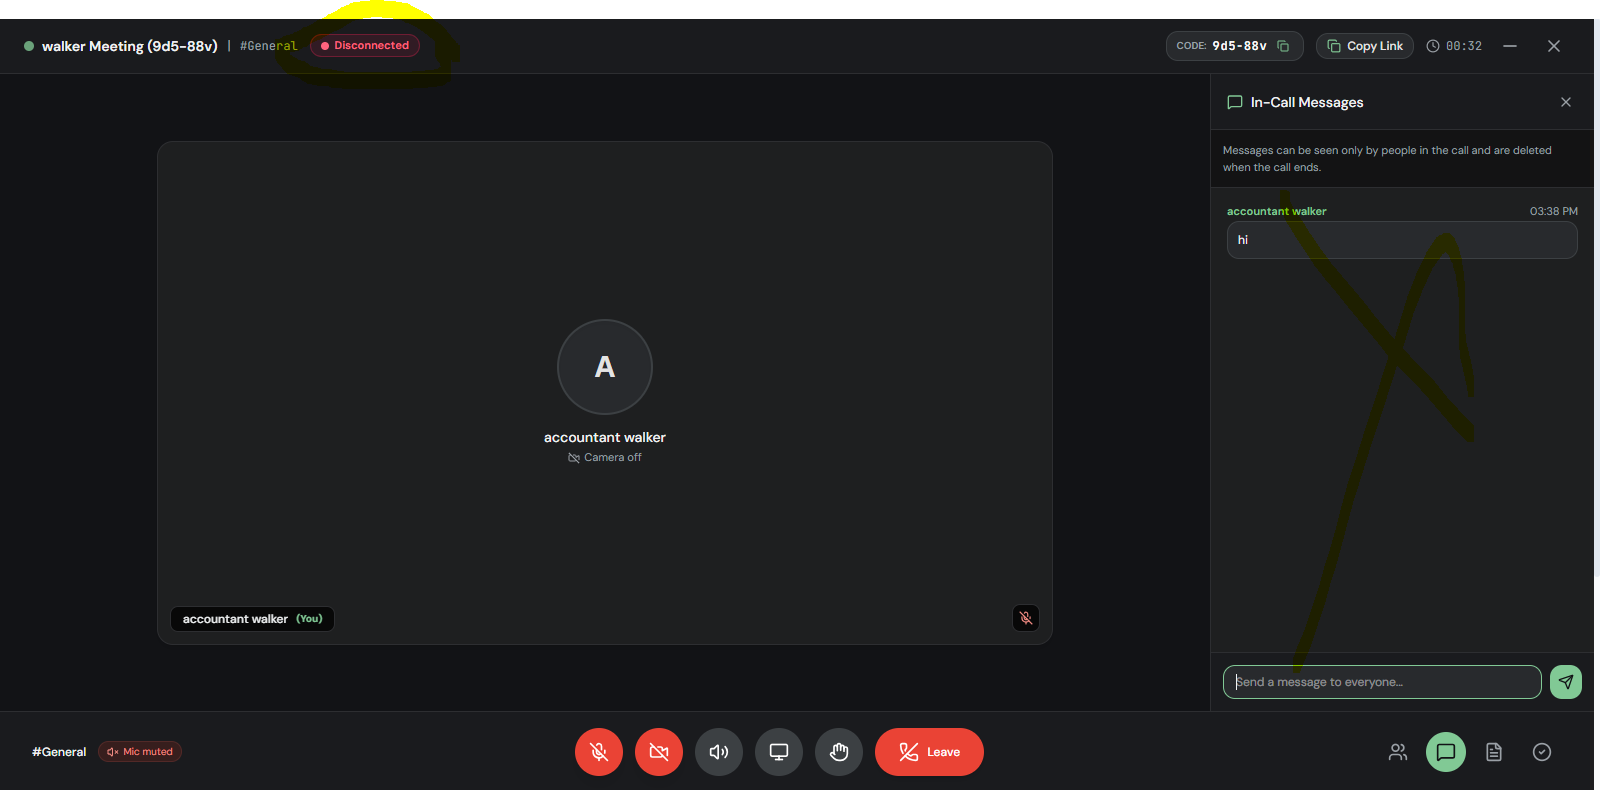 walker Meeting (9d5-88v) | #General Disconnected CODE: 9d5-88v Copy Link 00:32
In-Call Messages
Messages can be seen only by people in the call and are deleted
when the call ends.
accountant walker 03:38 PM
hi
A
accountant walker
Camera off
accountant walker (You)
Send a message to everyone...
#General Mic muted Leave